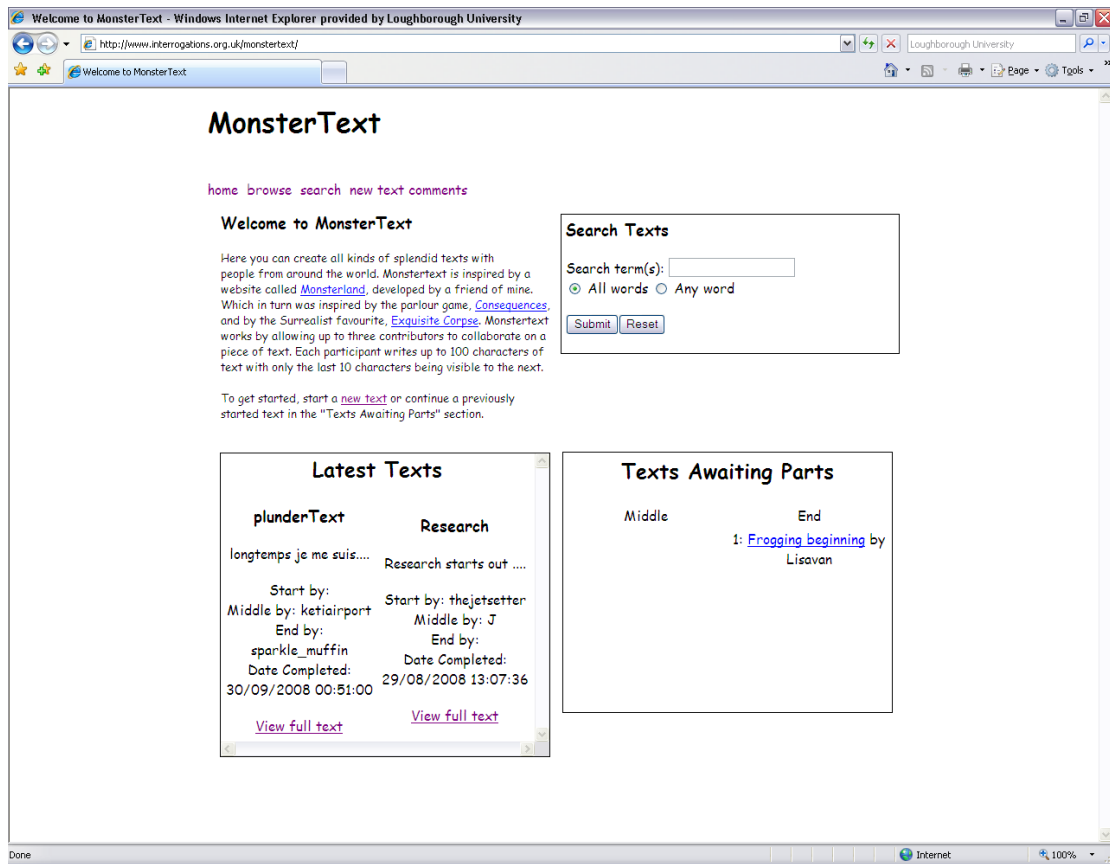 Welcome to MonsterText - Windows Internet Explorer provided by Loughborough University
http://www.interrogations.org.uk/monstertext/
Loughborough University
Welcome to MonsterText
Page
Tools
MonsterText
home browse search new text comments
Welcome to MonsterText
Here you can create all kinds of splendid texts with
people from around the world. Monstertext is inspired by a
website called Monsterland, developed by a friend of mine.
Which in turn was inspired by the parlour game, Consequences,
and by the Surrealist favourite, Exquisite Corpse. Monstertext
works by allowing up to three contributors to collaborate on a
piece of text. Each participant writes up to 100 characters of
text with only the last 10 characters being visible to the next.
To get started, start a new text or continue a previously
started text in the "Texts Awaiting Parts" section.
Search Texts
Search term(s):
All words Any word
Submit Reset
Latest Texts
plunderText
longtemps je me suis....
Start by:
Middle by: ketiairport
End by:
sparkle_muffin
Date Completed:
30/09/2008 00:51:00
View full text
Research
Research starts out ....
Start by: thejetsetter
Middle by: J
End by:
Date Completed:
29/08/2008 13:07:36
View full text
Texts Awaiting Parts
Middle
End
1: Frogging beginning by
Lisavan
Done
Internet
100%